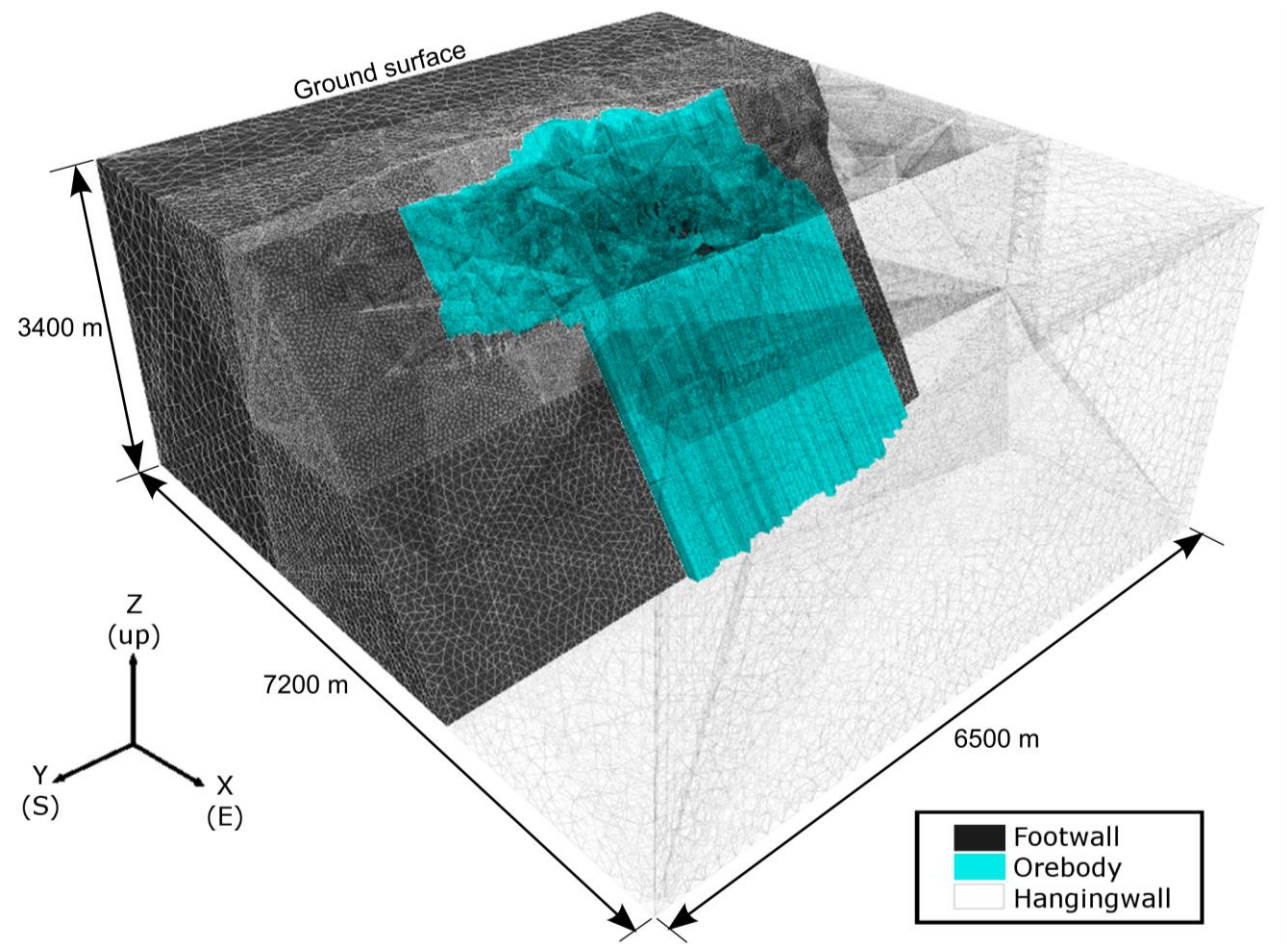 Ground surface
3400 m
Z
(up)
7200 m
6500 m
Y
(S)
X
(E)
Footwall
Orebody
Hangingwall